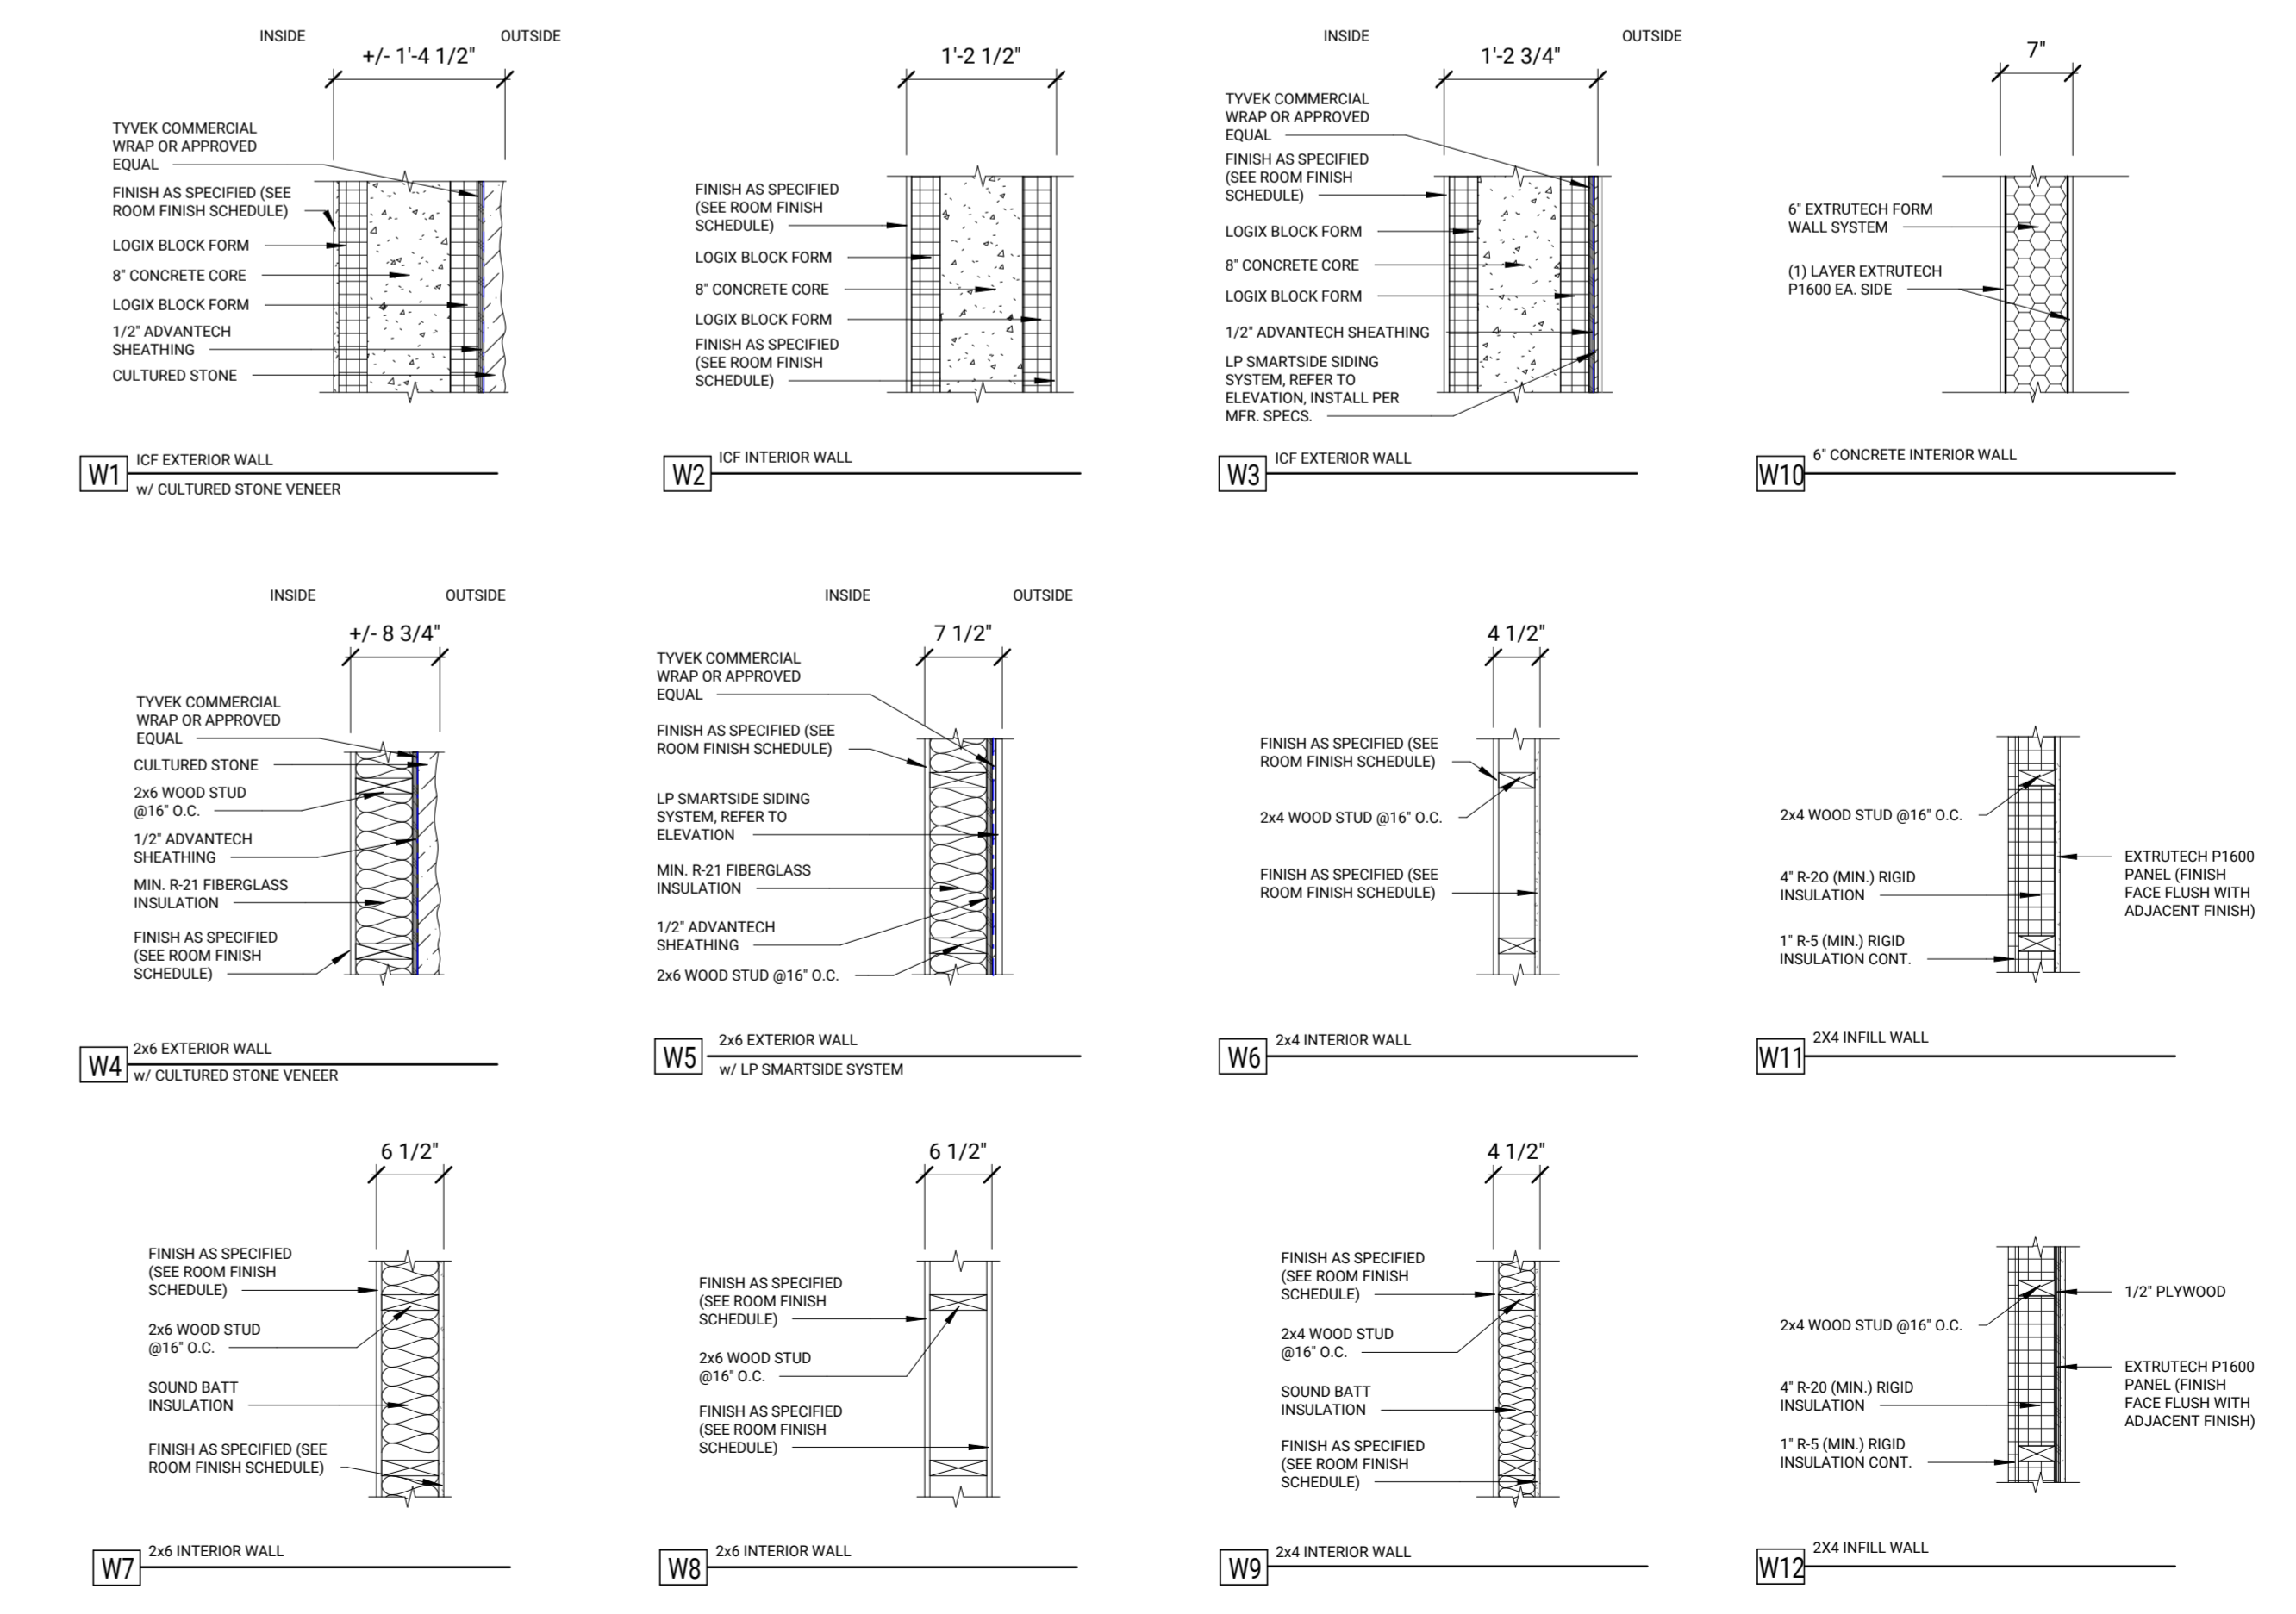 INSIDE
OUTSIDE
+/- 1'-4 1/2"
TYVEK COMMERCIAL
WRAP OR APPROVED
EQUAL
FINISH AS SPECIFIED (SEE
ROOM FINISH SCHEDULE)
LOGIX BLOCK FORM
8" CONCRETE CORE
LOGIX BLOCK FORM
1/2" ADVANTECH
SHEATHING
CULTURED STONE
W1
ICF EXTERIOR WALL
w/ CULTURED STONE VENEER
1'-2 1/2"
FINISH AS SPECIFIED
(SEE ROOM FINISH
SCHEDULE)
LOGIX BLOCK FORM
8" CONCRETE CORE
LOGIX BLOCK FORM
FINISH AS SPECIFIED
(SEE ROOM FINISH
SCHEDULE)
W2
ICF INTERIOR WALL
INSIDE
OUTSIDE
1'-2 3/4"
TYVEK COMMERCIAL
WRAP OR APPROVED
EQUAL
FINISH AS SPECIFIED
(SEE ROOM FINISH
SCHEDULE)
LOGIX BLOCK FORM
8" CONCRETE CORE
LOGIX BLOCK FORM
1/2" ADVANTECH SHEATHING
LP SMARTSIDE SIDING
SYSTEM, REFER TO
ELEVATION, INSTALL PER
MFR. SPECS.
W3
ICF EXTERIOR WALL
7"
6" EXTRUTECH FORM
WALL SYSTEM
(1) LAYER EXTRUTECH
P1600 EA. SIDE
W10
6" CONCRETE INTERIOR WALL
INSIDE
OUTSIDE
+/- 8 3/4"
TYVEK COMMERCIAL
WRAP OR APPROVED
EQUAL
CULTURED STONE
2x6 WOOD STUD
@16" O.C.
1/2" ADVANTECH
SHEATHING
MIN. R-21 FIBERGLASS
INSULATION
FINISH AS SPECIFIED
(SEE ROOM FINISH
SCHEDULE)
W4
2x6 EXTERIOR WALL
w/ CULTURED STONE VENEER
INSIDE
OUTSIDE
7 1/2"
TYVEK COMMERCIAL
WRAP OR APPROVED
EQUAL
FINISH AS SPECIFIED (SEE
ROOM FINISH SCHEDULE)
LP SMARTSIDE SIDING
SYSTEM, REFER TO
ELEVATION
MIN. R-21 FIBERGLASS
INSULATION
1/2" ADVANTECH
SHEATHING
2x6 WOOD STUD @16" O.C.
W5
2x6 EXTERIOR WALL
w/ LP SMARTSIDE SYSTEM
4 1/2"
FINISH AS SPECIFIED (SEE
ROOM FINISH SCHEDULE)
2x4 WOOD STUD @16" O.C.
FINISH AS SPECIFIED (SEE
ROOM FINISH SCHEDULE)
W6
2x4 INTERIOR WALL
2x4 WOOD STUD @16" O.C.
4" R-2O (MIN.) RIGID
INSULATION
1" R-5 (MIN.) RIGID
INSULATION CONT.
EXTRUTECH P1600
PANEL (FINISH
FACE FLUSH WITH
ADJACENT FINISH)
W11
2X4 INFILL WALL
6 1/2"
FINISH AS SPECIFIED
(SEE ROOM FINISH
SCHEDULE)
2x6 WOOD STUD
@16" O.C.
SOUND BATT
INSULATION
FINISH AS SPECIFIED (SEE
ROOM FINISH SCHEDULE)
W7
2x6 INTERIOR WALL
6 1/2"
FINISH AS SPECIFIED
(SEE ROOM FINISH
SCHEDULE)
2x6 WOOD STUD
@16" O.C.
FINISH AS SPECIFIED
(SEE ROOM FINISH
SCHEDULE)
W8
2x6 INTERIOR WALL
4 1/2"
FINISH AS SPECIFIED
(SEE ROOM FINISH
SCHEDULE)
2x4 WOOD STUD
@16" O.C.
SOUND BATT
INSULATION
FINISH AS SPECIFIED
(SEE ROOM FINISH
SCHEDULE)
W9
2x4 INTERIOR WALL
1/2" PLYWOOD
2x4 WOOD STUD @16" O.C.
4" R-20 (MIN.) RIGID
INSULATION
1" R-5 (MIN.) RIGID
INSULATION CONT.
EXTRUTECH P1600
PANEL (FINISH
FACE FLUSH WITH
ADJACENT FINISH)
W12
2X4 INFILL WALL